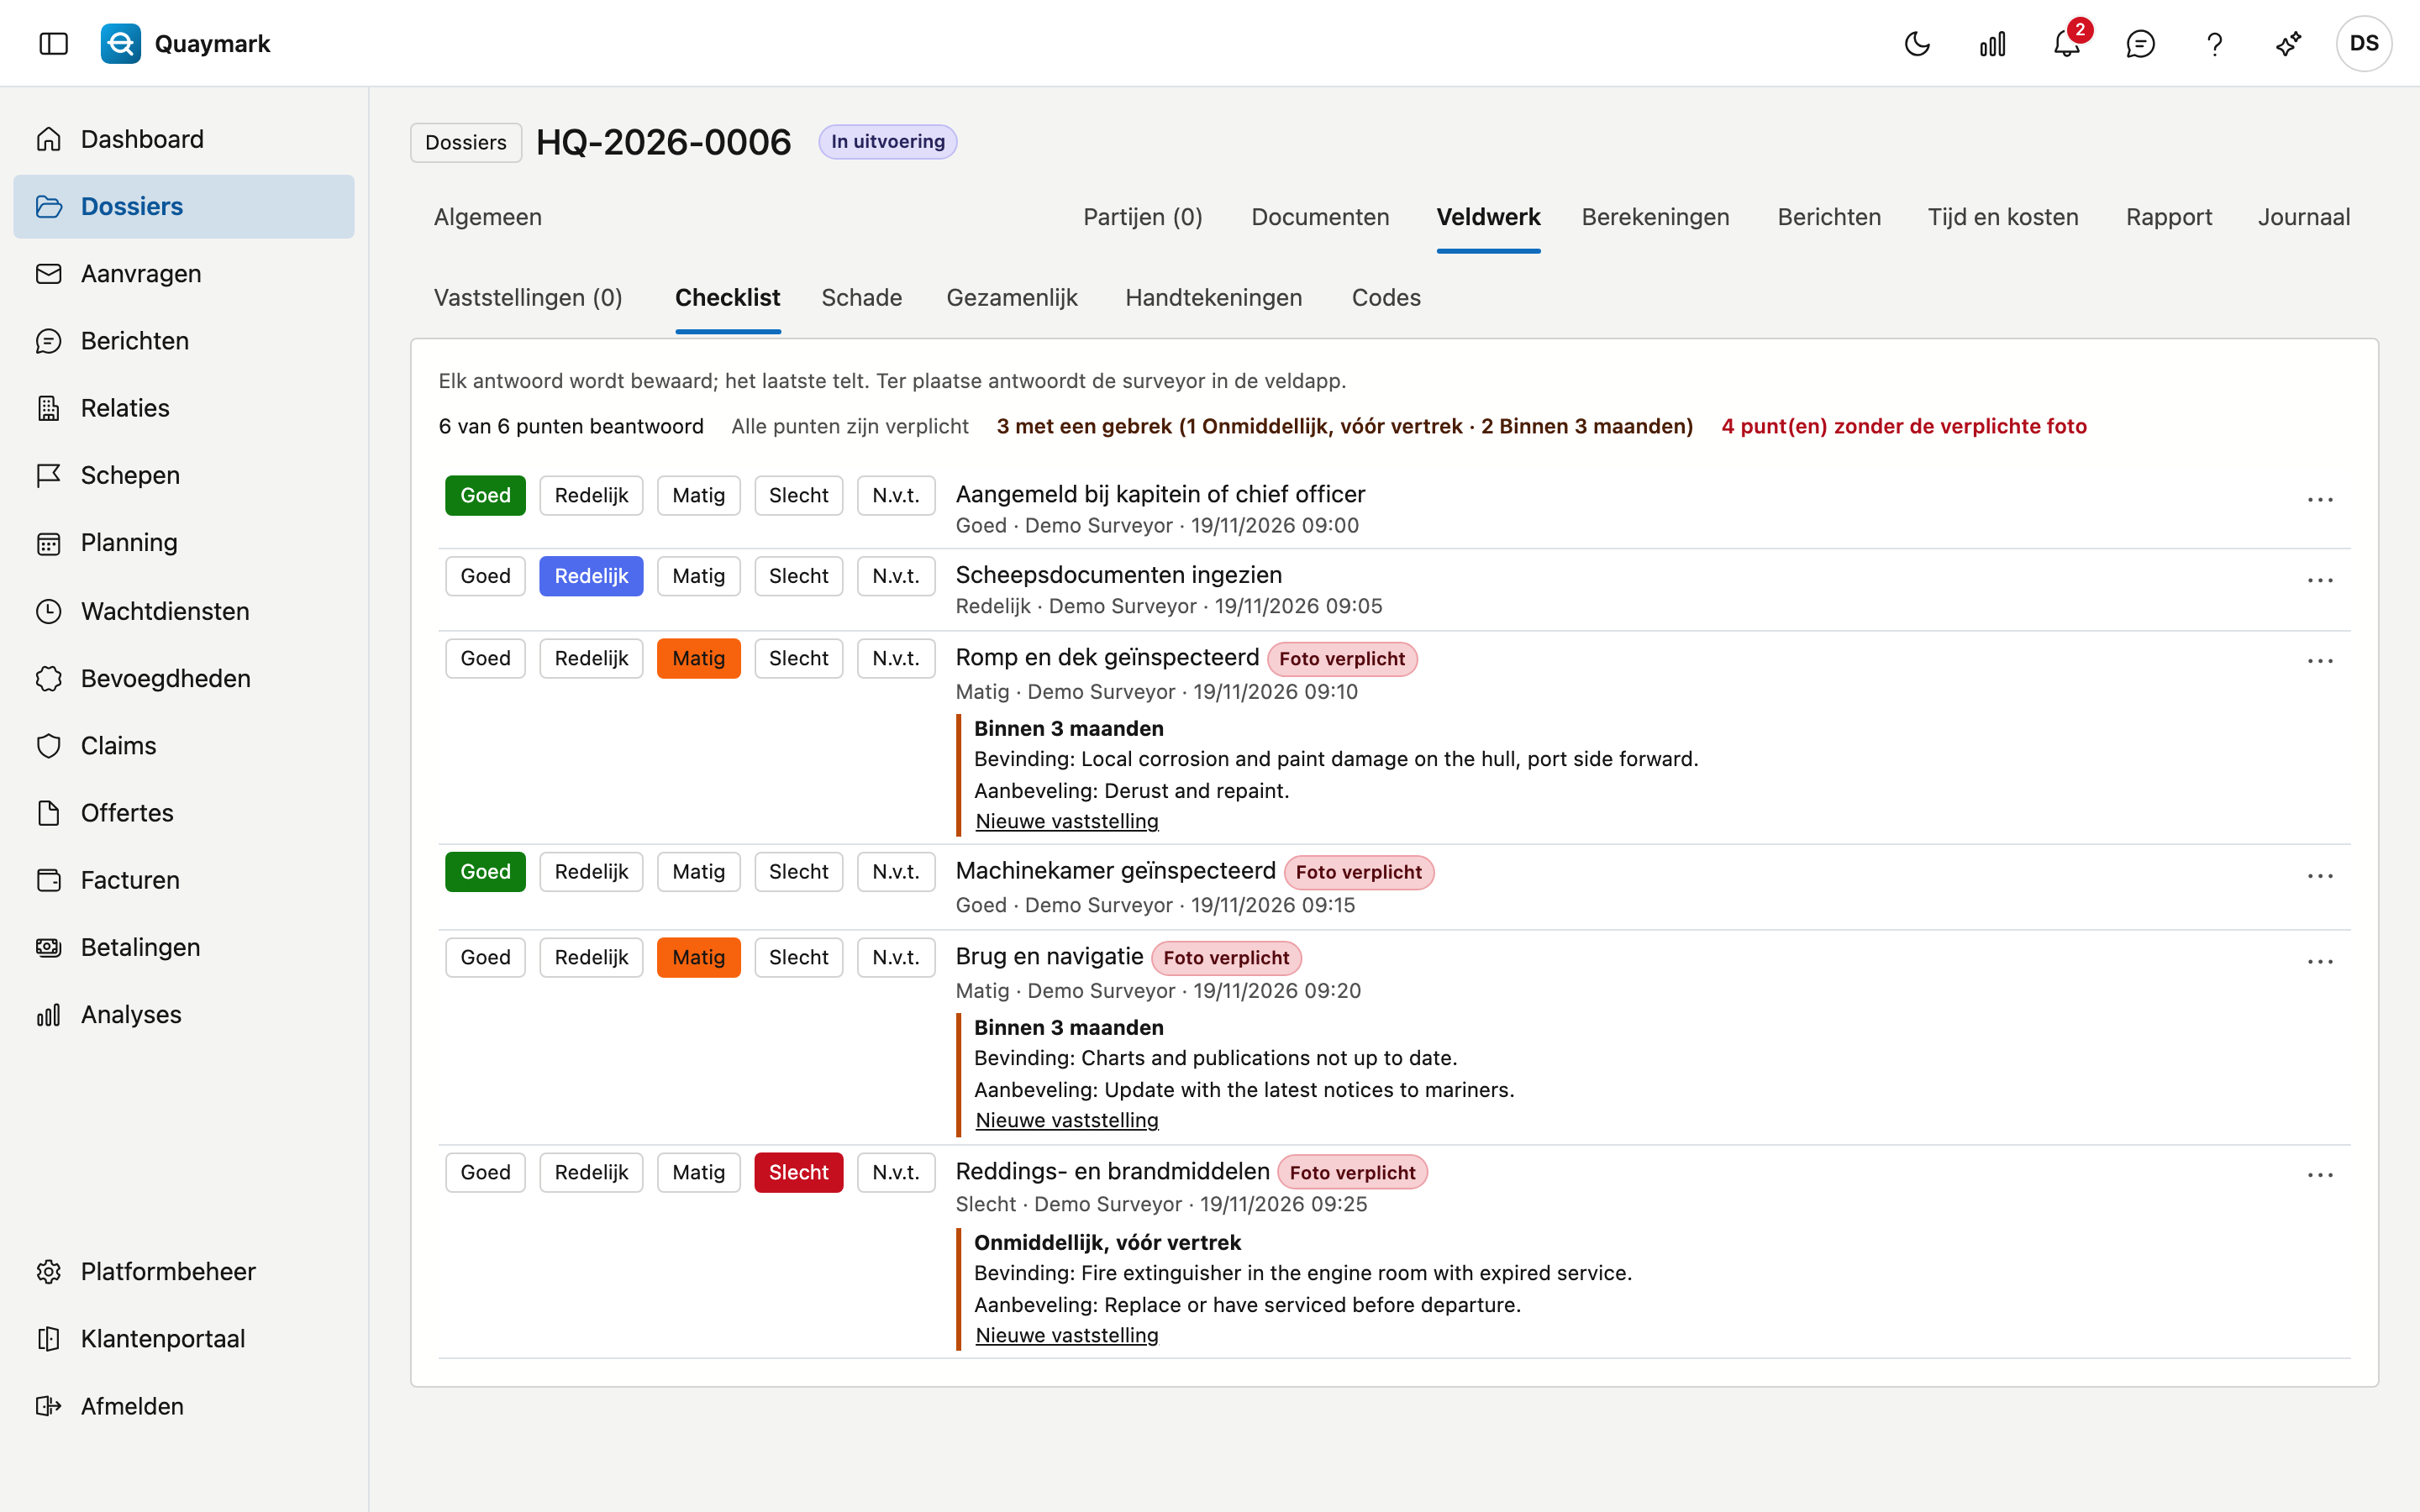 Quaymark
2
DS
Dashboard
Dossiers
Aanvragen
Berichten
Relaties
Schepen
Planning
Wachtdiensten
Bevoegdheden
Claims
Offertes
Facturen
Betalingen
Analyses
Platformbeheer
Klantenportaal
Afmelden
Dossiers HQ-2026-0006 In uitvoering
Algemeen Partijen (0) Documenten Veldwerk Berekeningen Berichten Tijd en kosten Rapport Journaal
Vaststellingen (0) Checklist Schade Gezamenlijk Handtekeningen Codes
Elk antwoord wordt bewaard; het laatste telt. Ter plaatse antwoordt de surveyor in de veldapp.
6 van 6 punten beantwoord Alle punten zijn verplicht 3 met een gebrek (1 Onmiddellijk, vóór vertrek · 2 Binnen 3 maanden) 4 punt(en) zonder de verplichte foto
Goed Redelijk Matig Slecht N.v.t. Aangemeld bij kapitein of chief officer
Goed · Demo Surveyor · 19/11/2026 09:00
Goed Redelijk Matig Slecht N.v.t. Scheepsdocumenten ingezien
Redelijk · Demo Surveyor · 19/11/2026 09:05
Goed Redelijk Matig Slecht N.v.t. Romp en dek geïnspecteerd Foto verplicht
Matig · Demo Surveyor · 19/11/2026 09:10
Binnen 3 maanden
Bevinding: Local corrosion and paint damage on the hull, port side forward.
Aanbeveling: Derust and repaint.
Nieuwe vaststelling
Goed Redelijk Matig Slecht N.v.t. Machinekamer geïnspecteerd Foto verplicht
Goed · Demo Surveyor · 19/11/2026 09:15
Goed Redelijk Matig Slecht N.v.t. Brug en navigatie Foto verplicht
Matig · Demo Surveyor · 19/11/2026 09:20
Binnen 3 maanden
Bevinding: Charts and publications not up to date.
Aanbeveling: Update with the latest notices to mariners.
Nieuwe vaststelling
Goed Redelijk Matig Slecht N.v.t. Reddings- en brandmiddelen Foto verplicht
Slecht · Demo Surveyor · 19/11/2026 09:25
Onmiddellijk, vóór vertrek
Bevinding: Fire extinguisher in the engine room with expired service.
Aanbeveling: Replace or have serviced before departure.
Nieuwe vaststelling